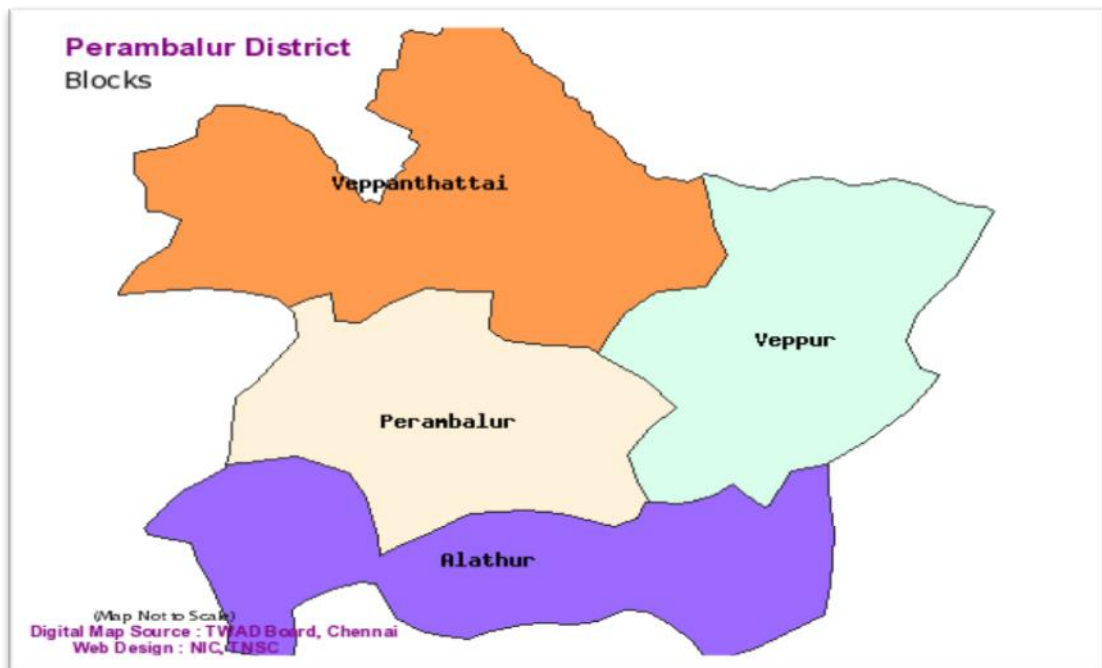 Perambalur District
Blocks
Veppanthattai
Veppur
Perambalur
Alathur
(Map Not to Scale)
Digital Map Source : TWAD Board, Chennai
Web Design : NIC, TNSC